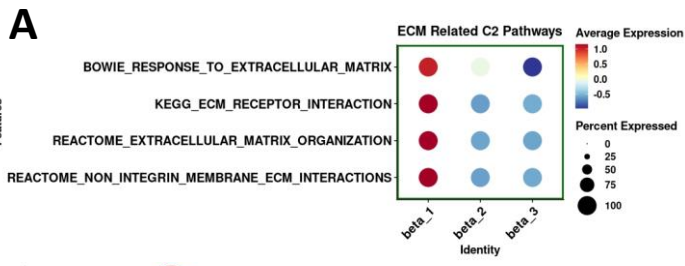 A
ECM Related C2 Pathways
BOWIE_RESPONSE_TO_EXTRACELLULAR_MATRIX
KEGG_ECM_RECEPTOR_INTERACTION
REACTOME_EXTRACELLULAR_MATRIX_ORGANIZATION
REACTOME_NON_INTEGRIN_MEMBRANE_ECM_INTERACTIONS
beta_1
beta_2
beta_3
Identity
Average Expression
1.0
0.5
0.0
-0.5
Percent Expressed
0
25
50
75
100